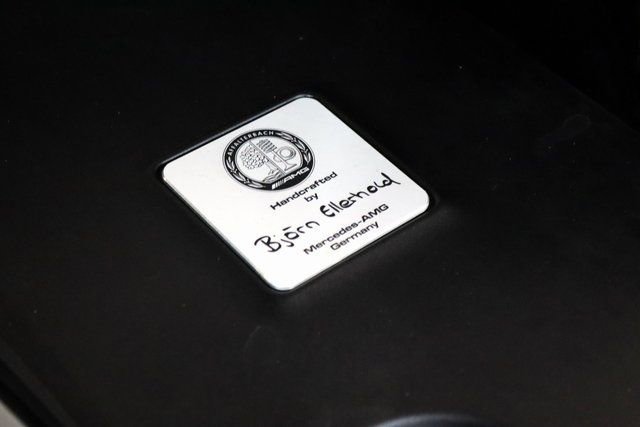 AFFALTERBACH
AMG
Handcrafted
by
Björn Ellerhold
Mercedes-AMG
Germany